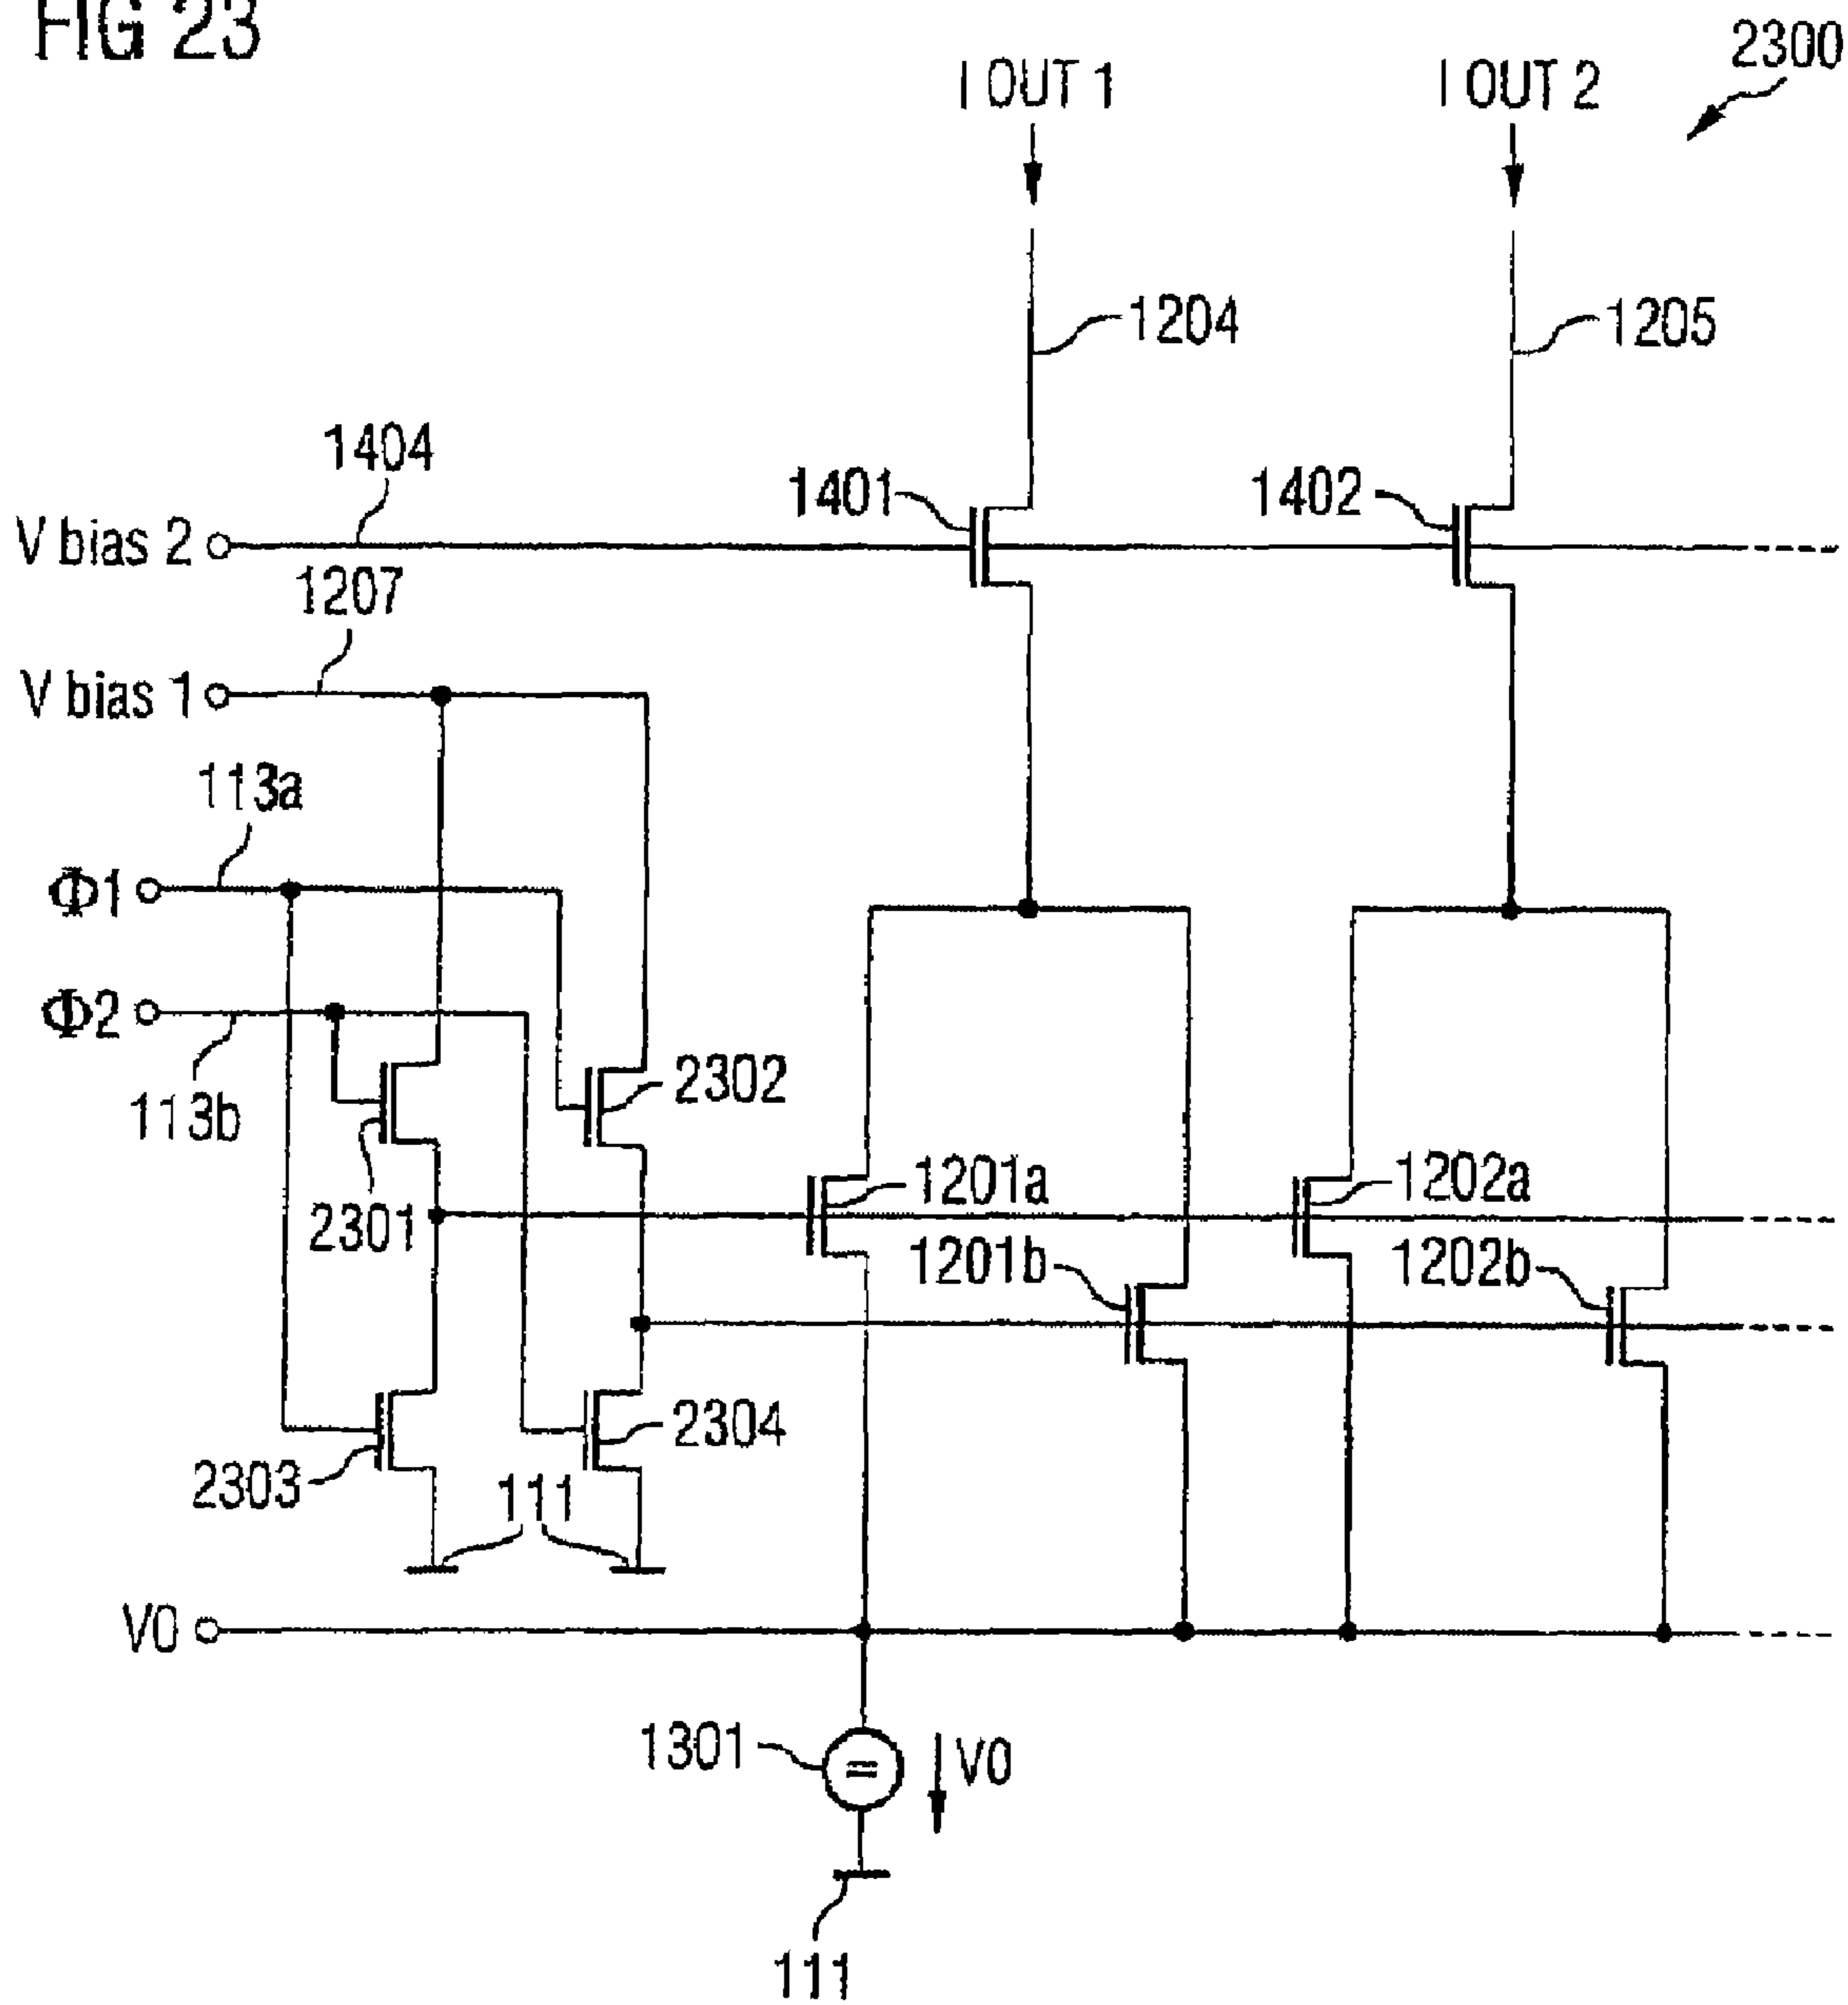 FIG 23
2300
I OUT 1
I OUT 2
1204
1205
1404
1401
1402
V bias 2
1207
V bias 1
113a
Φ1
Φ2
113b
2302
2301
1201a
1202a
1201b
1202b
2304
2303
111
V0
1301
V0
111